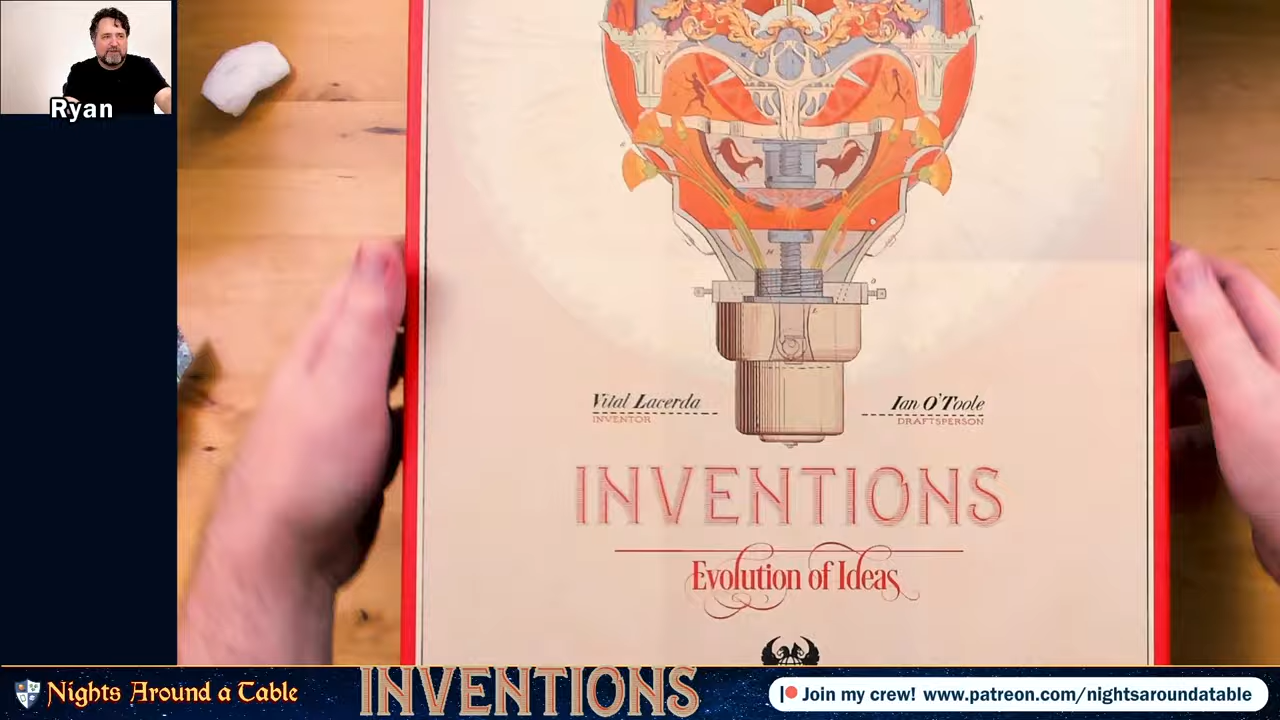 Ryan
Vital Lacerda
INVENTOR
Ian O'Toole
DRAFTSPERSON
INVENTIONS
Evolution of Ideas
Nights Around a Table
INVENTIONS
Join my crew! www.patreon.com/nightsaroundatable